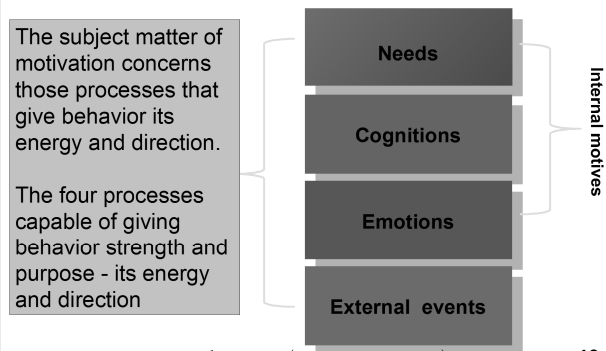 The subject matter of
motivation concerns
those processes that
give behavior its
energy and direction.
The four processes
capable of giving
behavior strength and
purpose - its energy
and direction
Needs
Cognitions
Emotions
External events
Internal motives